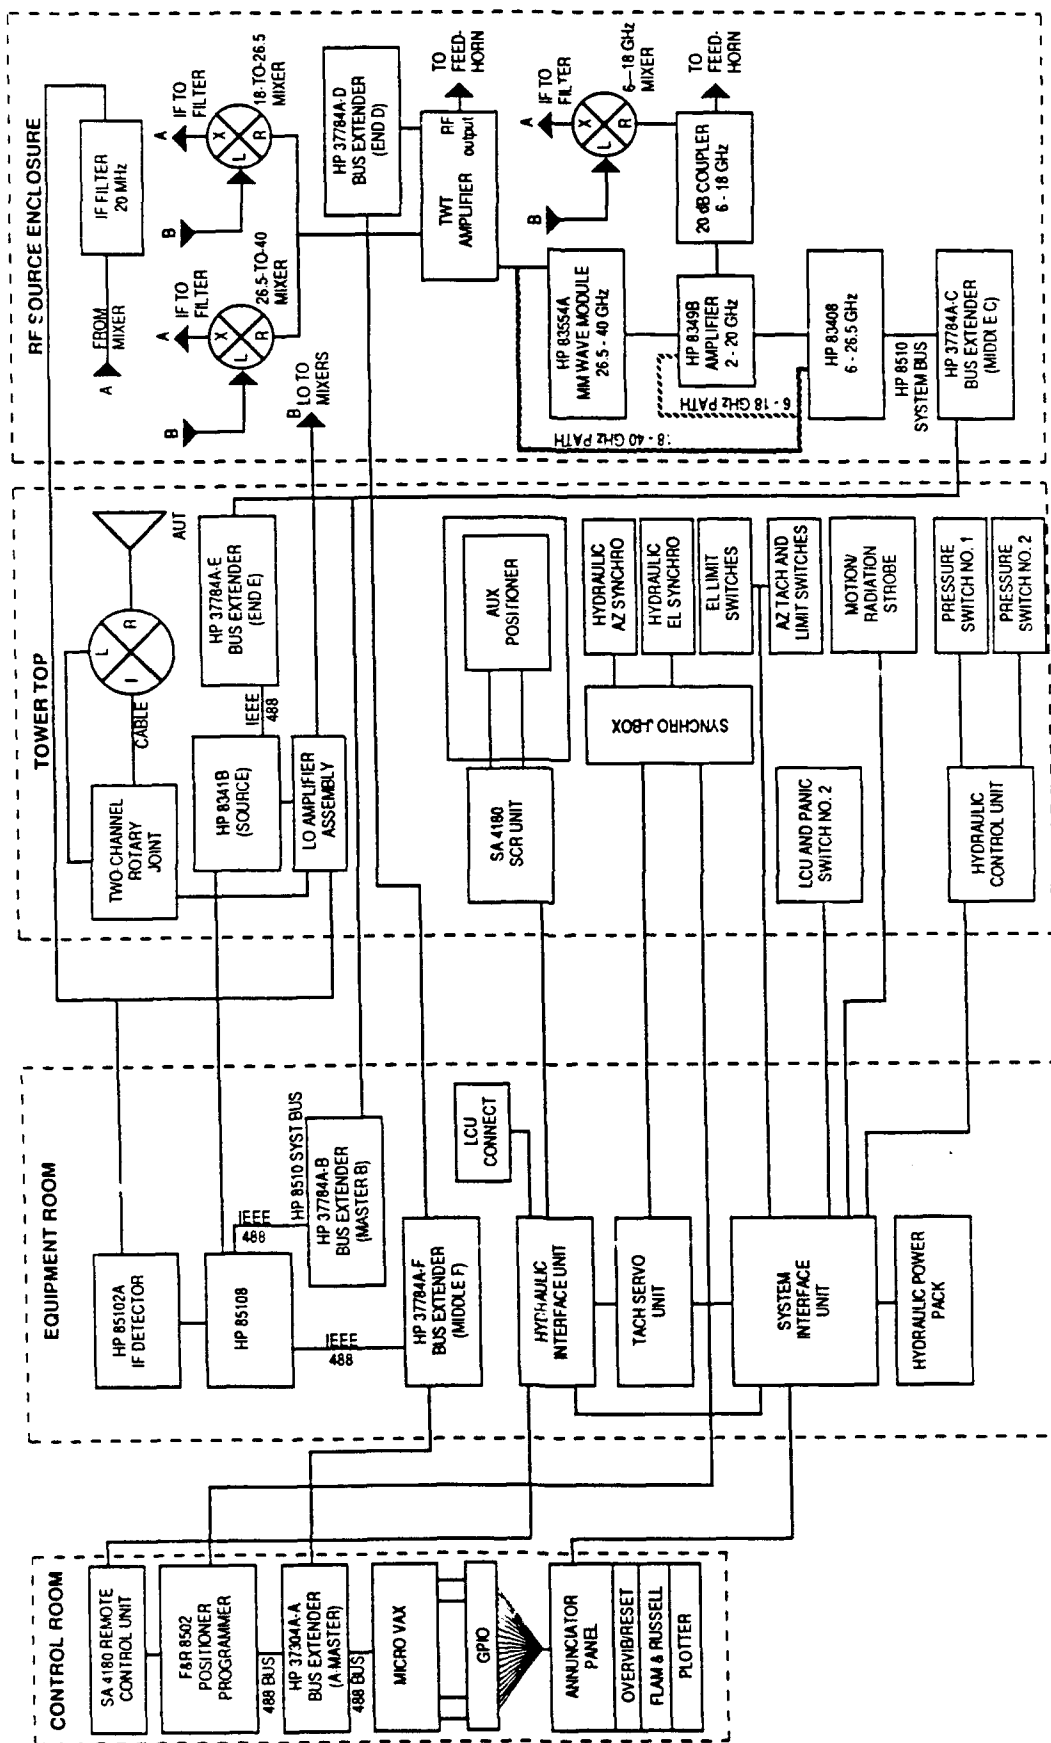 CONTROL ROOM
SA 4180 REMOTE
CONTROL UNIT
F&R 8502
POSITIONER
PROGRAMMER
488 BUS
HP 37304A-A
BUS EXTENDER
(A MASTER)
488 BUS
MICRO VAX
GPIO
ANNUNCIATOR
PANEL
OVERVIB/RESET
FLAM & RUSSELL
PLOTTER
EQUIPMENT ROOM
HP 85102A
IF DETECTOR
HP 8510B
IEEE
488
HP 8510 SYST BUS
HP 37784A-B
BUS EXTENDER
(MASTER B)
IEEE
488
HP 37784A-F
BUS EXTENDER
(MIDDLE F)
LCU
CONNECT
HYDRAULIC
INTERFACE UNIT
TACH SERVO
UNIT
SYSTEM
INTERFACE
UNIT
HYDRAULIC POWER
PACK
TOWER TOP
TWO-CHANNEL
ROTARY
JOINT
CABLE
L
I
R
AUT
HP 8341B
(SOURCE)
IEEE
488
HP 37784A-E
BUS EXTENDER
(END E)
LO AMPLIFIER
ASSEMBLY
SA 4180
SCR UNIT
AUX
POSITIONER
SYNCHRO J-BOX
HYDRAULIC
AZ SYNCHRO
HYDRAULIC
EL SYNCHRO
EL LIMIT
SWITCHES
AZ TACH AND
LIMIT SWITCHES
LCU AND PANIC
SWITCH NO. 2
MOTION/
RADIATION
STROBE
HYDRAULIC
CONTROL UNIT
PRESSURE
SWITCH NO. 1
PRESSURE
SWITCH NO. 2
RF SOURCE ENCLOSURE
A
FROM
MIXER
IF FILTER
20 MHz
B
A
IF TO
FILTER
L
X
R
26.5-TO-40
MIXER
B
A
IF TO
FILTER
L
X
R
18-TO-26.5
MIXER
B LO TO
MIXERS
HP 37784A-D
BUS EXTENDER
(END D)
TWT
AMPLIFIER
RF
output
TO
FEED-
HORN
HP 83554A
MM WAVE MODULE
26.5 - 40 GHz
B
A
IF TO
FILTER
L
X
R
6–18 GHz
MIXER
18 - 40 GHz PATH
6 - 18 GHz PATH
HP 8349B
AMPLIFIER
2 - 20 GHz
20 dB COUPLER
6 - 18 GHz
TO
FEED-
HORN
HP 8340B
6 - 26.5 GHz
HP 8510
SYSTEM BUS
HP 37784A-C
BUS EXTENDER
(MIDDLE C)